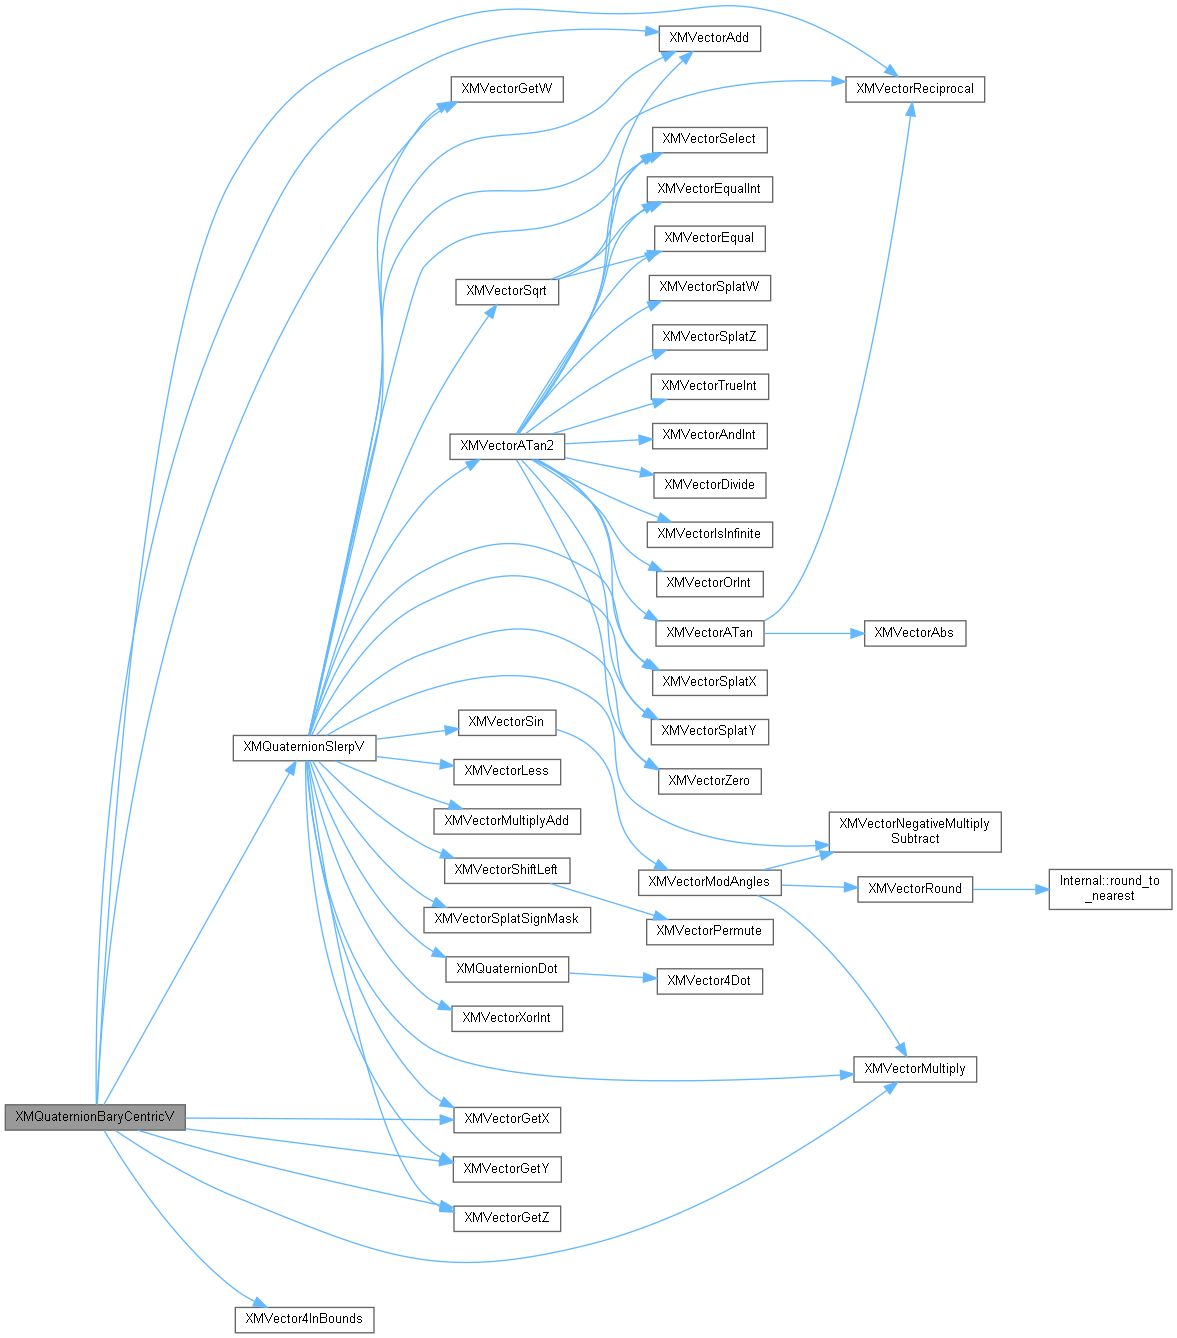 XMVectorAdd
XMVectorGetW
XMVectorReciprocal
XMVectorSelect
XMVectorEqualInt
XMVectorEqual
XMVectorSqrt
XMVectorSplatW
XMVectorSplatZ
XMVectorTrueInt
XMVectorAndInt
XMVectorATan2
XMVectorDivide
XMVectorIsInfinite
XMVectorOrInt
XMVectorATan
XMVectorAbs
XMVectorSplatX
XMVectorSin
XMVectorSplatY
XMQuaternionSlerpV
XMVectorLess
XMVectorZero
XMVectorMultiplyAdd
XMVectorNegativeMultiply
Subtract
XMVectorShiftLeft
XMVectorModAngles
XMVectorRound
Internal::round_to
_nearest
XMVectorSplatSignMask
XMVectorPermute
XMQuaternionDot
XMVector4Dot
XMVectorXorInt
XMVectorMultiply
XMQuaternionBaryCentricV
XMVectorGetX
XMVectorGetY
XMVectorGetZ
XMVector4InBounds